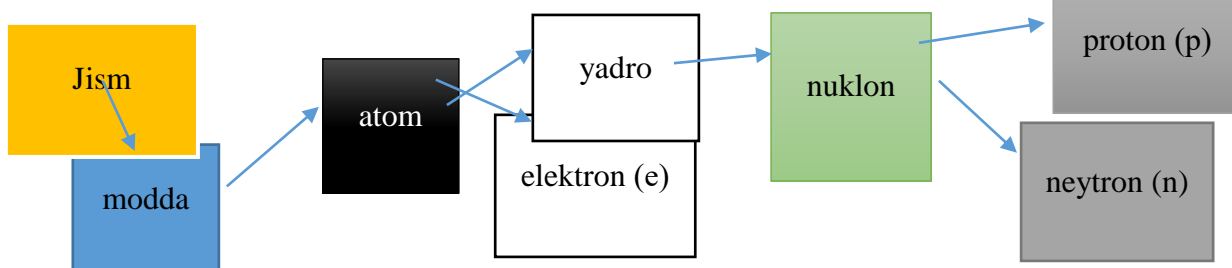 Jism
modda
atom
yadro
elektron (e)
nuklon
proton (p)
neytron (n)